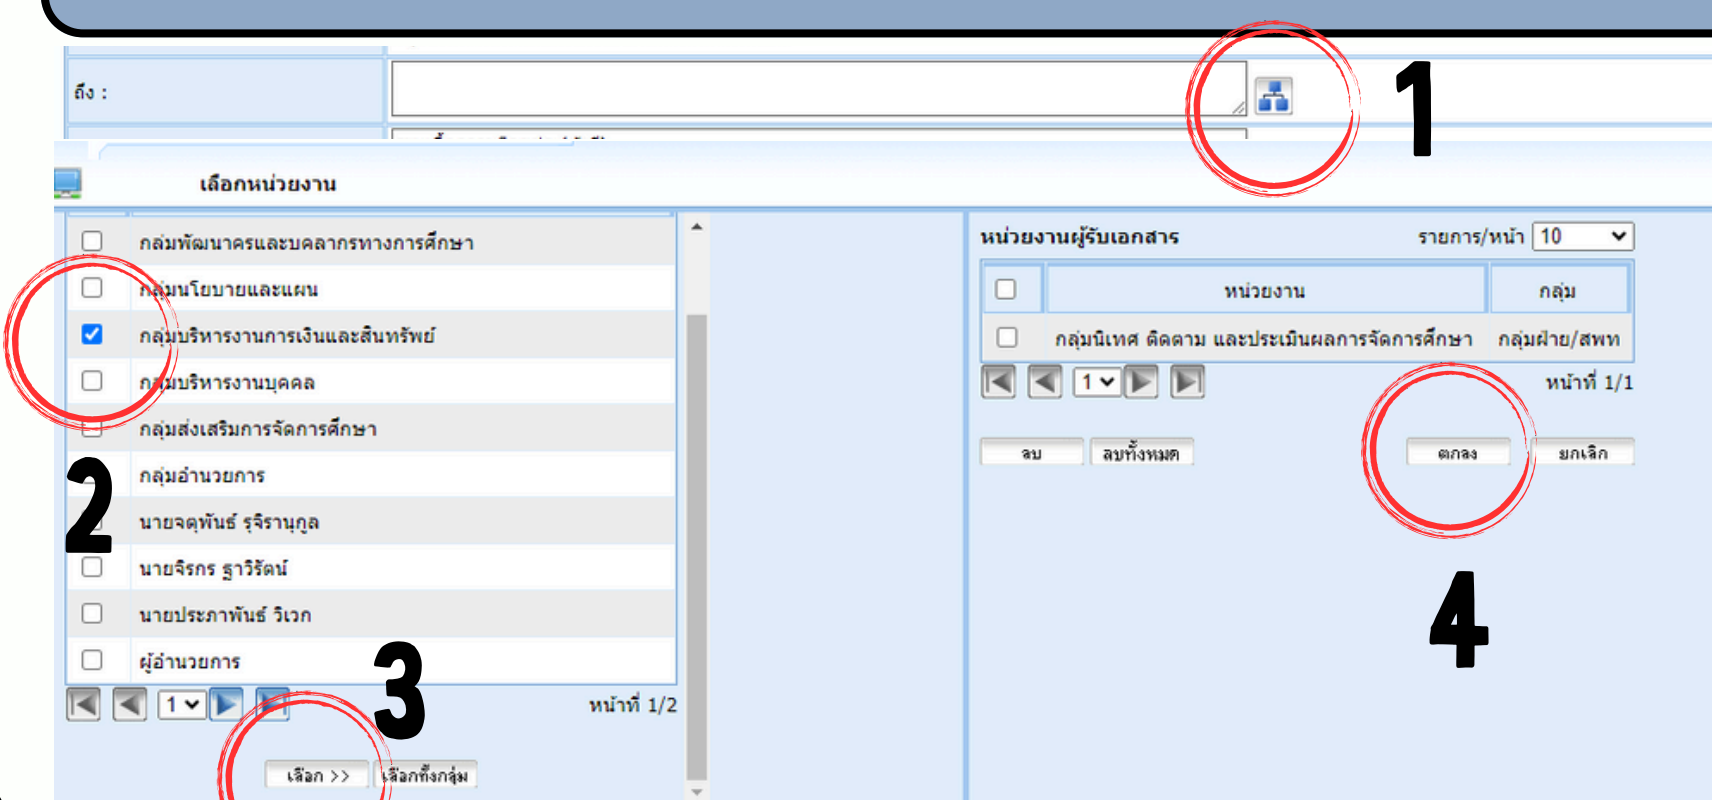 1
ถึง :
เลือกหน่วยงาน
กลุ่มพัฒนาครูและบุคลากรทางการศึกษา
กลุ่มนโยบายและแผน
กลุ่มบริหารงานการเงินและสินทรัพย์
กลุ่มบริหารงานบุคคล
กลุ่มส่งเสริมการจัดการศึกษา
2
กลุ่มอำนวยการ
นายจตุพันธ์ รุจิรานุกูล
นายจิรกร ฐาวิรัตน์
นายประภาพันธ์ วิเวก
ผู้อำนวยการ
3
1
หน้าที่ 1/2
เลือก >>
เลือกทั้งกลุ่ม
หน่วยงานผู้รับเอกสาร
รายการ/หน้า 10
หน่วยงาน
กลุ่ม
กลุ่มนิเทศ ติดตาม และประเมินผลการจัดการศึกษา
กลุ่มฝ่าย/สพท
1
หน้าที่ 1/1
ลบ
ลบทั้งหมด
ตกลง
ยกเลิก
4